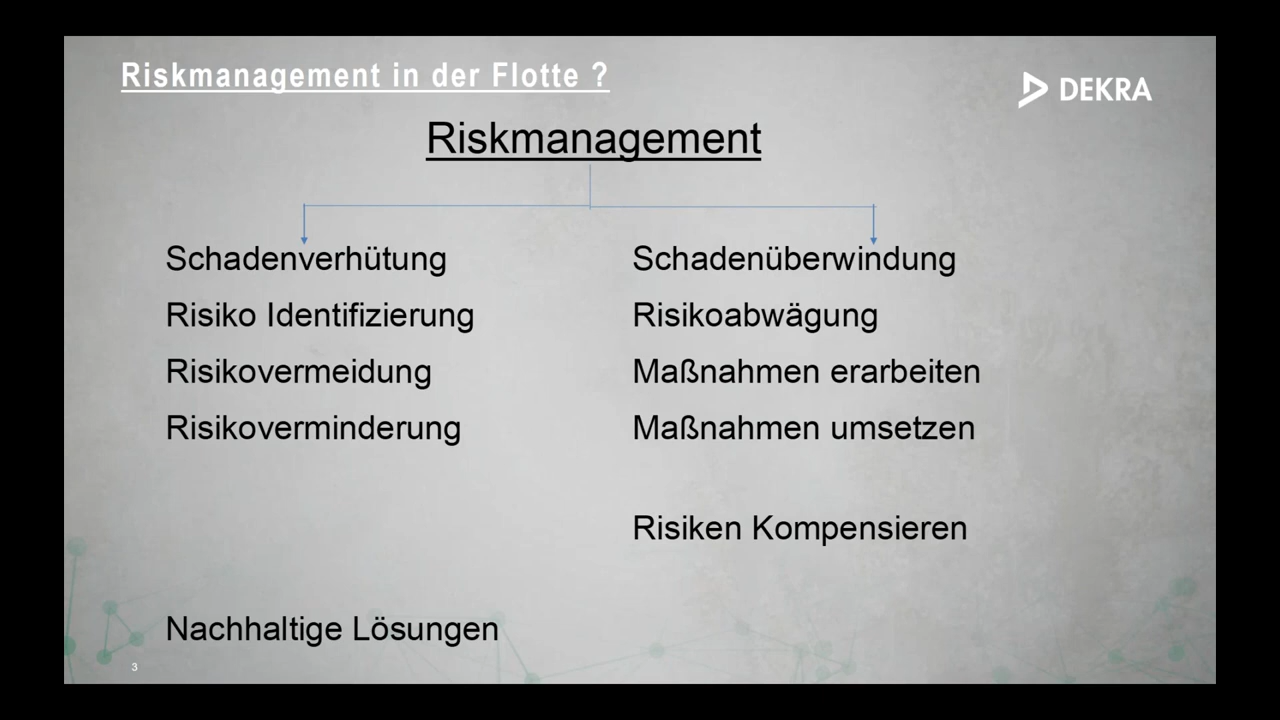 Riskmanagement in der Flotte ?
DEKRA
Riskmanagement
Schadenverhütung
Risiko Identifizierung
Risikovermeidung
Risikoverminderung
Schadenüberwindung
Risikoabwägung
Maßnahmen erarbeiten
Maßnahmen umsetzen
Risiken Kompensieren
Nachhaltige Lösungen
3